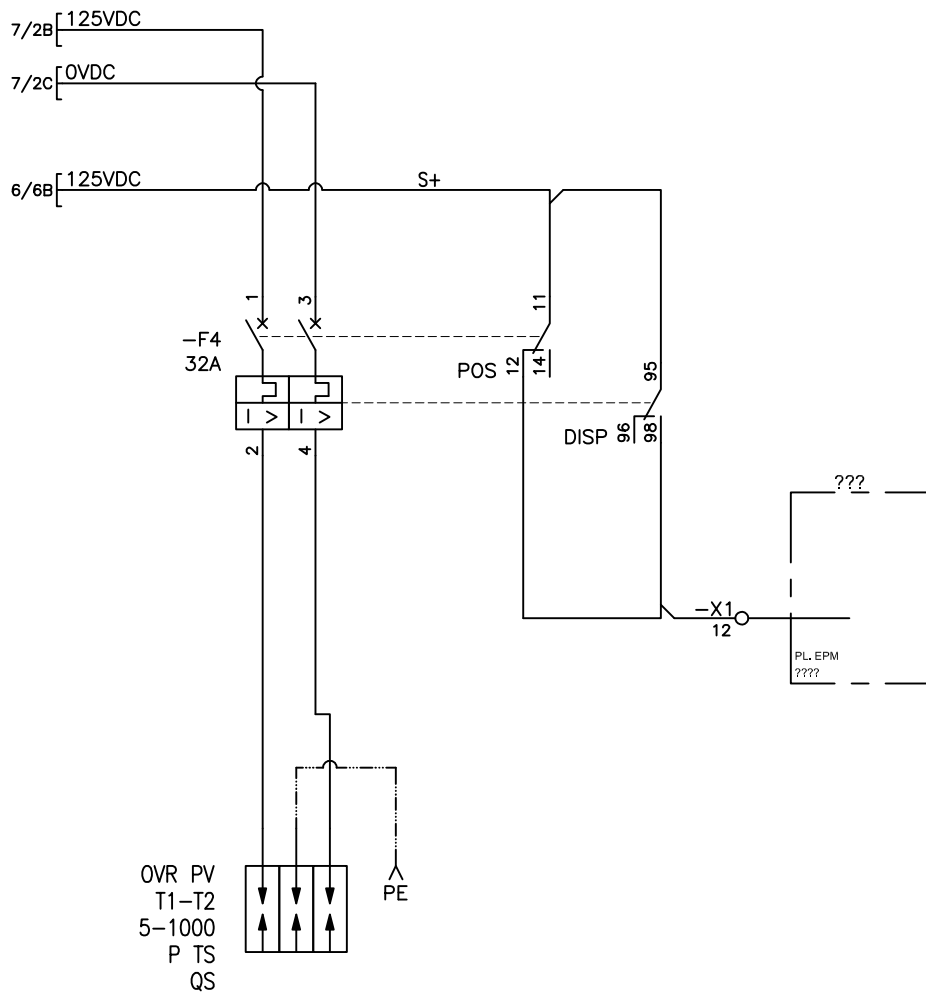 7/2B 125VDC
7/2C 0VDC
6/6B 125VDC S+
1 3 11
-F4
32A
POS 12 14
95
I > I >
DISP 96 98
2 4
???
-X1
12
PL. EPM
????
OVR PV
T1-T2
5-1000
P TS
QS
PE